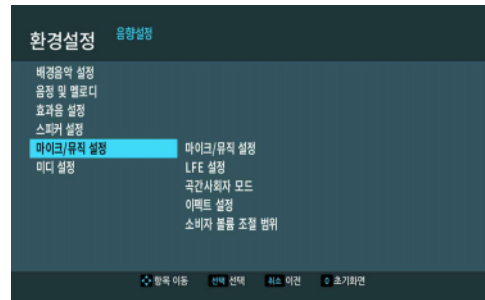 환경설정 음향설정
배경음악 설정
음정 및 멜로디
효과음 설정
스피커 설정
마이크/뮤직 설정
미디 설정
마이크/뮤직 설정
LFE 설정
곡간사회자 모드
이펙트 설정
소비자 볼륨 조절 범위
항목 이동 선택 선택 취소 이전 0 초기화면